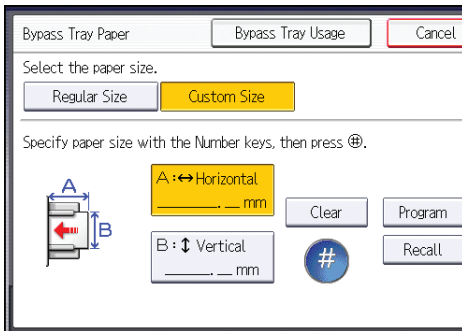 Bypass Tray Paper Bypass Tray Usage Cancel
Select the paper size.
Regular Size Custom Size
Specify paper size with the Number keys, then press ⌗.
A:↔Horizontal
_____._ mm
Clear Program
A
B
B:↕ Vertical
_____._ mm
# Recall